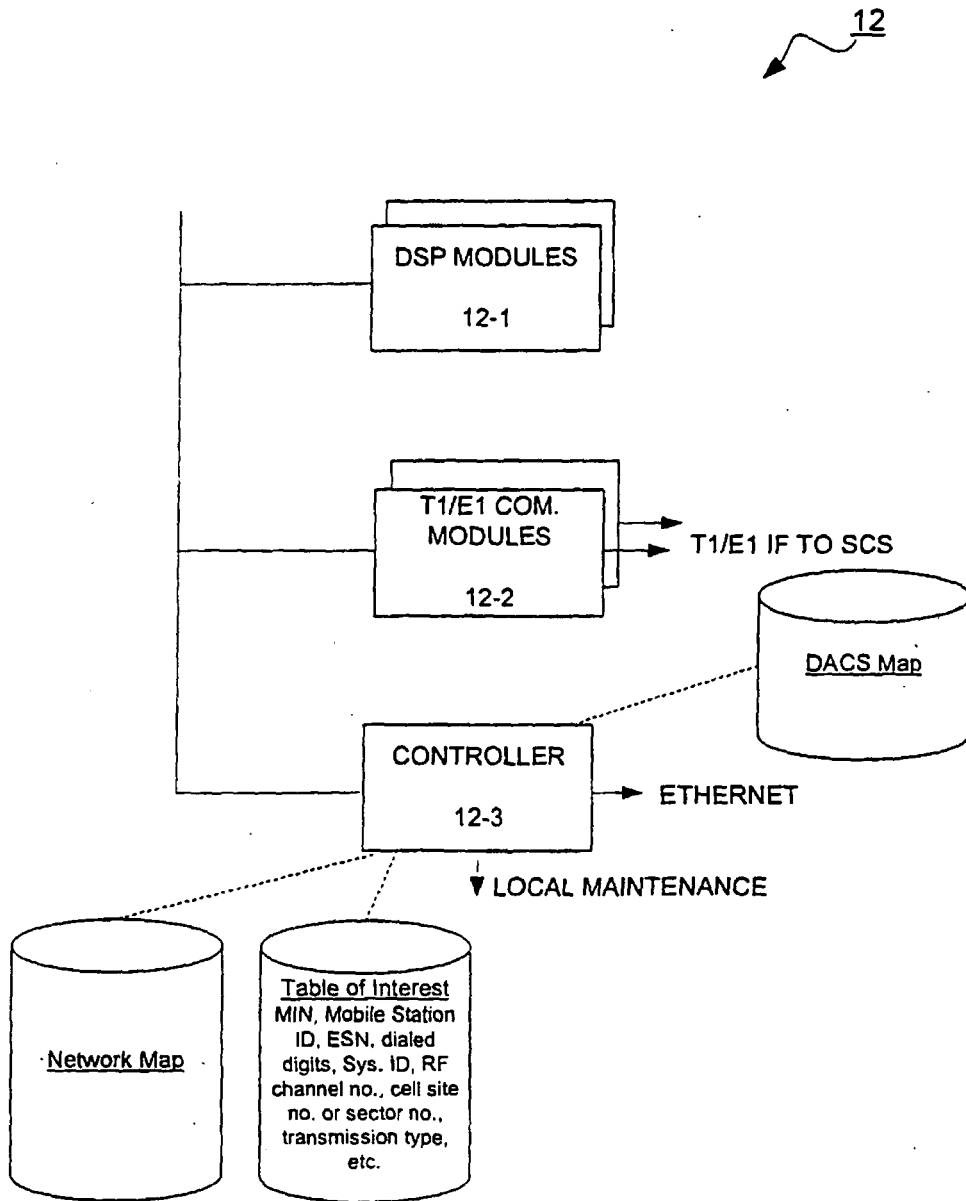 12
DSP MODULES
12-1
T1/E1 COM.
MODULES
12-2
T1/E1 IF TO SCS
DACS Map
CONTROLLER
12-3
ETHERNET
LOCAL MAINTENANCE
Network Map
Table of Interest
MIN, Mobile Station
ID, ESN, dialed
digits, Sys. ID, RF
channel no., cell site
no. or sector no.,
transmission type,
etc.